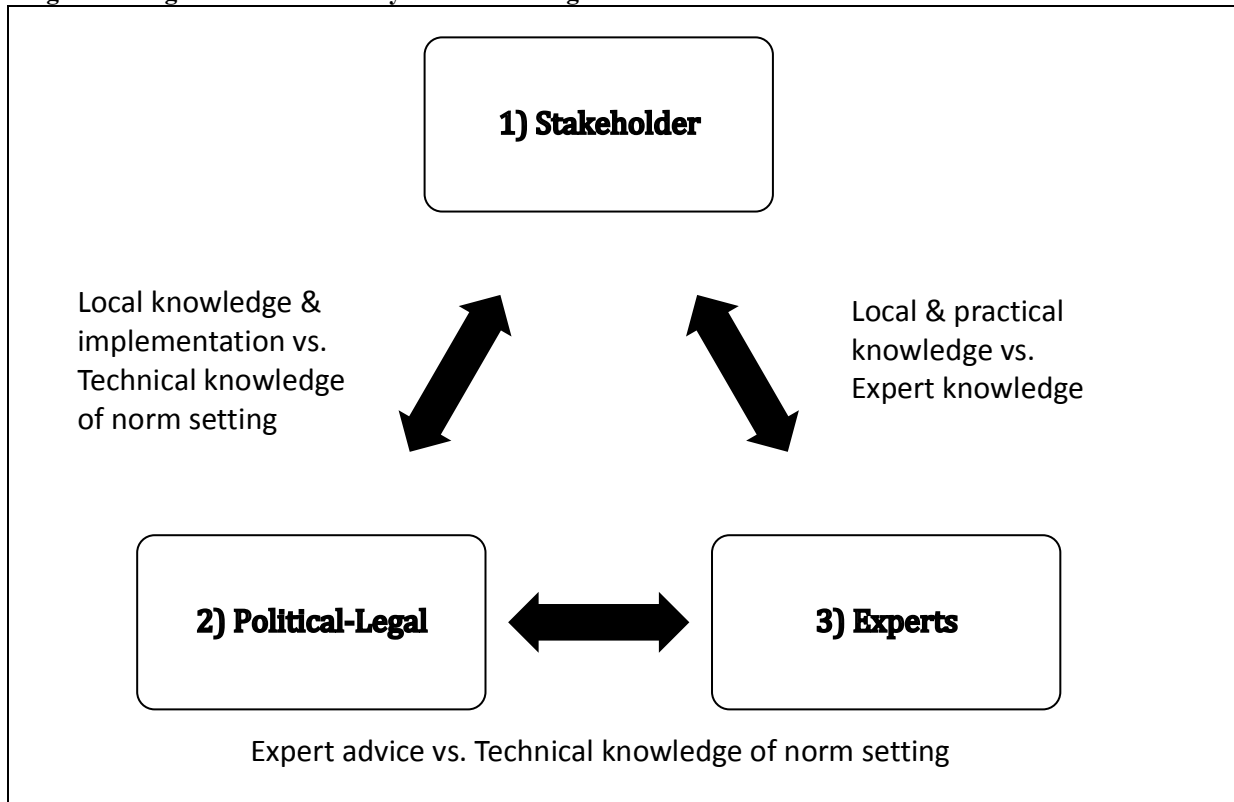 1) Stakeholder
Local knowledge &
implementation vs.
Technical knowledge
of norm setting
Local & practical
knowledge vs.
Expert knowledge
2) Political-Legal
3) Experts
Expert advice vs. Technical knowledge of norm setting